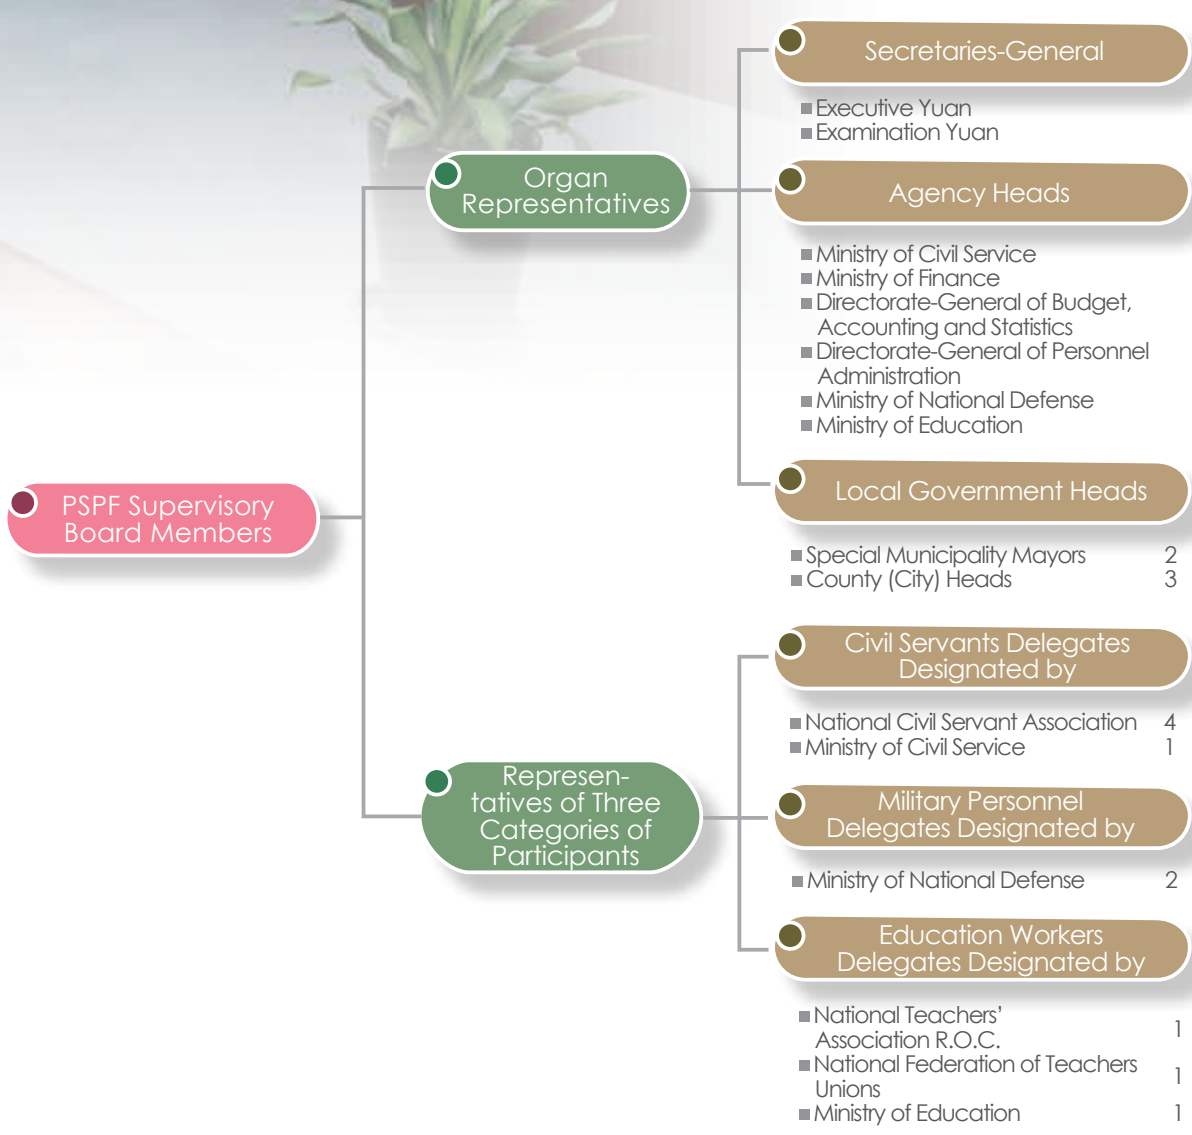 Secretaries-General
Executive Yuan
Examination Yuan
Organ
Representatives
Agency Heads
Ministry of Civil Service
Ministry of Finance
Directorate-General of Budget,
Accounting and Statistics
Directorate-General of Personnel
Administration
Ministry of National Defense
Ministry of Education
PSPF Supervisory
Board Members
Local Government Heads
Special Municipality Mayors 2
County (City) Heads 3
Civil Servants Delegates
Designated by
National Civil Servant Association 4
Ministry of Civil Service 1
Represen-
tatives of Three
Categories of
Participants
Military Personnel
Delegates Designated by
Ministry of National Defense 2
Education Workers
Delegates Designated by
National Teachers’
Association R.O.C. 1
National Federation of Teachers
Unions 1
Ministry of Education 1